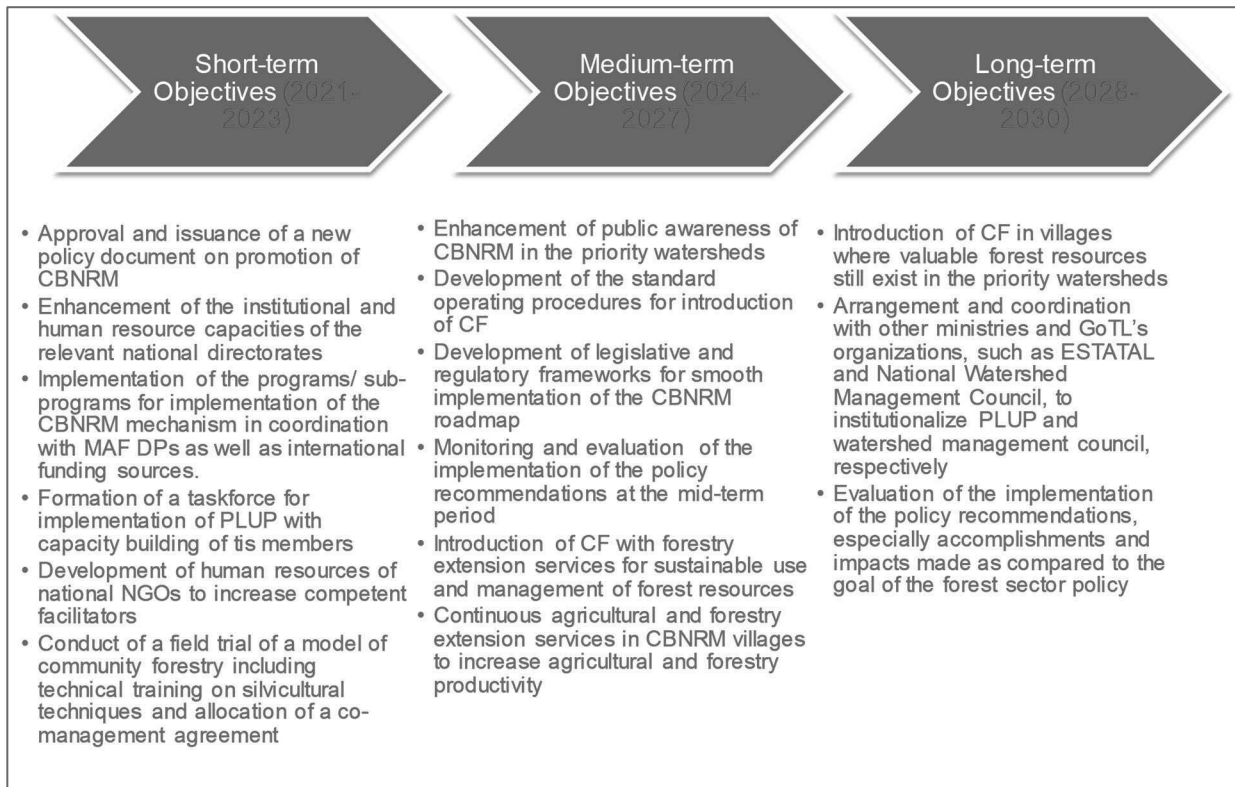 Short-term
Objectives (2021-
2023)
• Approval and issuance of a new
policy document on promotion of
CBNRM
• Enhancement of the institutional and
human resource capacities of the
relevant national directorates
• Implementation of the programs/ sub-
programs for implementation of the
CBNRM mechanism in coordination
with MAF DPs as well as international
funding sources.
• Formation of a taskforce for
implementation of PLUP with
capacity building of tis members
• Development of human resources of
national NGOs to increase competent
facilitators
• Conduct of a field trial of a model of
community forestry including
technical training on silvicultural
techniques and allocation of a co-
management agreement
Medium-term
Objectives (2024-
2027)
• Enhancement of public awareness of
CBNRM in the priority watersheds
• Development of the standard
operating procedures for introduction
of CF
• Development of legislative and
regulatory frameworks for smooth
implementation of the CBNRM
roadmap
• Monitoring and evaluation of the
implementation of the policy
recommendations at the mid-term
period
• Introduction of CF with forestry
extension services for sustainable use
and management of forest resources
• Continuous agricultural and forestry
extension services in CBNRM villages
to increase agricultural and forestry
productivity
Long-term
Objectives (2028-
2030)
• Introduction of CF in villages
where valuable forest resources
still exist in the priority watersheds
• Arrangement and coordination
with other ministries and GoTL's
organizations, such as ESTATAL
and National Watershed
Management Council, to
institutionalize PLUP and
watershed management council,
respectively
• Evaluation of the implementation
of the policy recommendations,
especially accomplishments and
impacts made as compared to the
goal of the forest sector policy